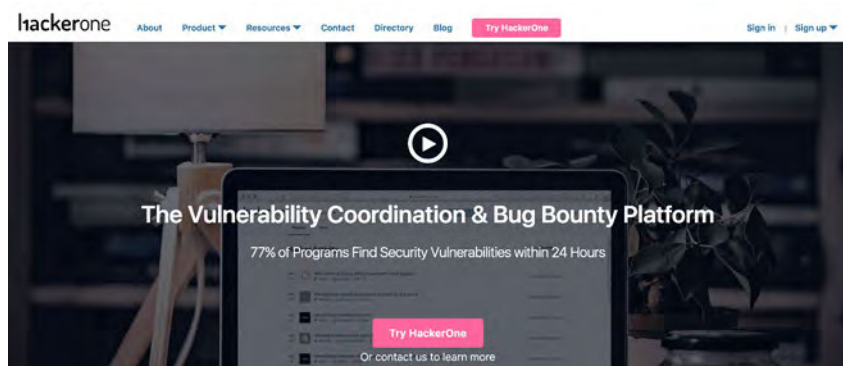 hackerone
About Product Resources Contact Directory Blog Try HackerOne Sign in | Sign up
The Vulnerability Coordination & Bug Bounty Platform
77% of Programs Find Security Vulnerabilities within 24 Hours
Try HackerOne
Or contact us to learn more